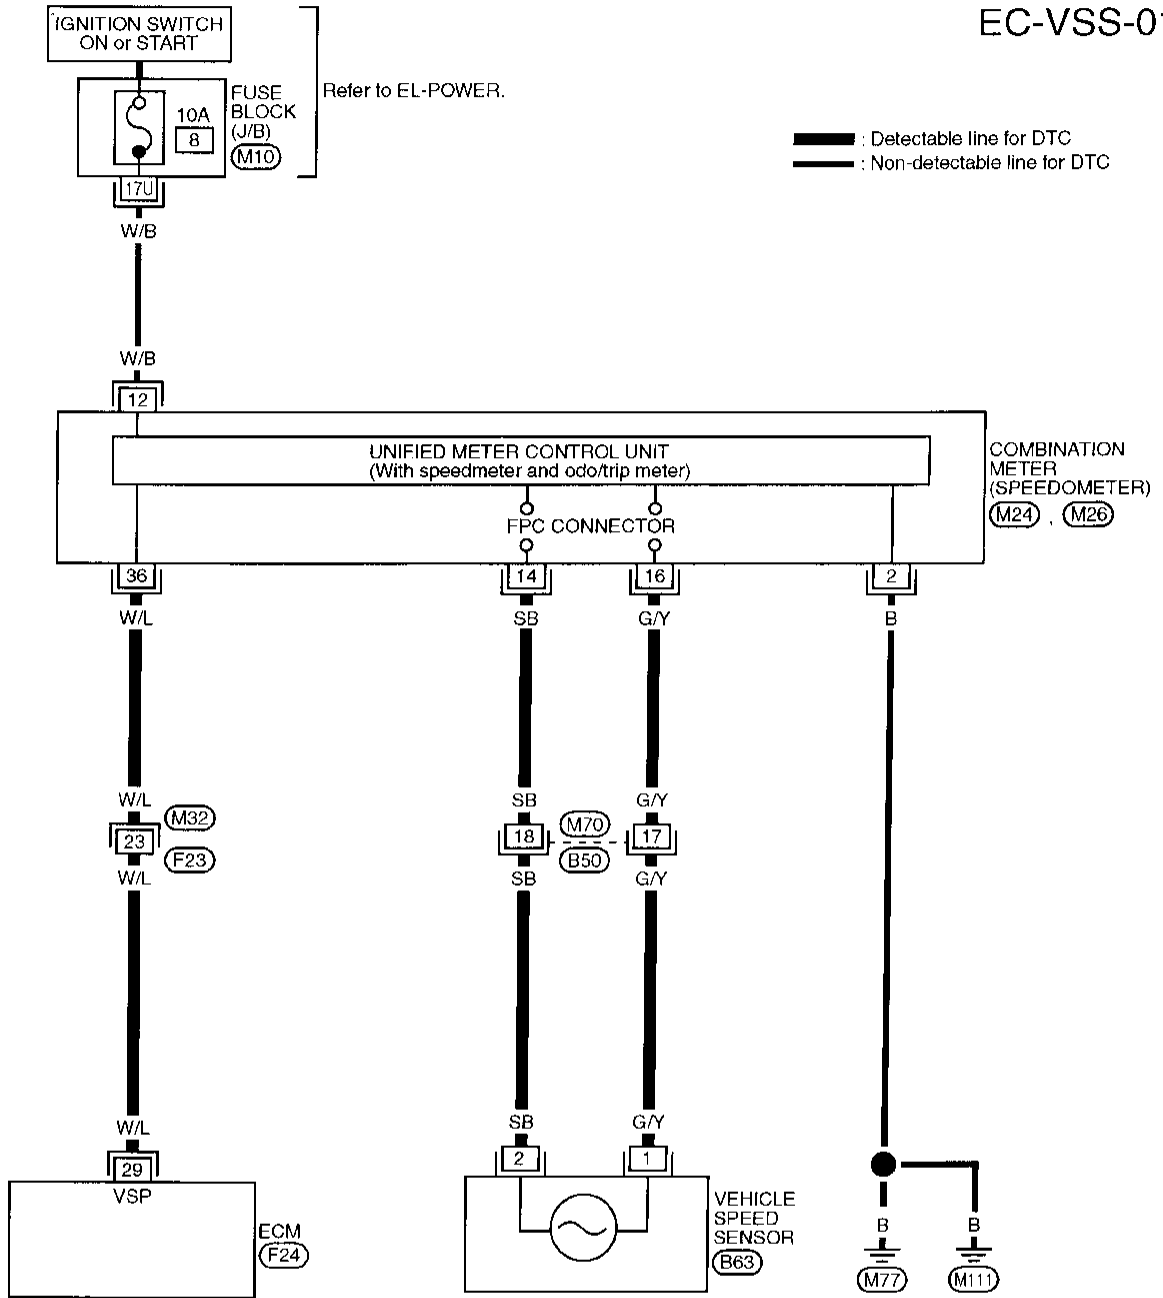 EC-VSS-01
IGNITION SWITCH
ON or START
FUSE
BLOCK
(J/B)
M10
Refer to EL-POWER.
10A
8
17U
: Detectable line for DTC
: Non-detectable line for DTC
W/B
W/B
12
UNIFIED METER CONTROL UNIT
(With speedmeter and odo/trip meter)
FPC CONNECTOR
COMBINATION
METER
(SPEEDOMETER)
M24 , M26
36
14
16
2
W/L
SB
G/Y
B
W/L
SB
G/Y
M32
23
F23
18
M70
B50
17
W/L
SB
G/Y
W/L
SB
G/Y
29
2
1
VSP
ECM
F24
VEHICLE
SPEED
SENSOR
B63
B
B
M77
M111